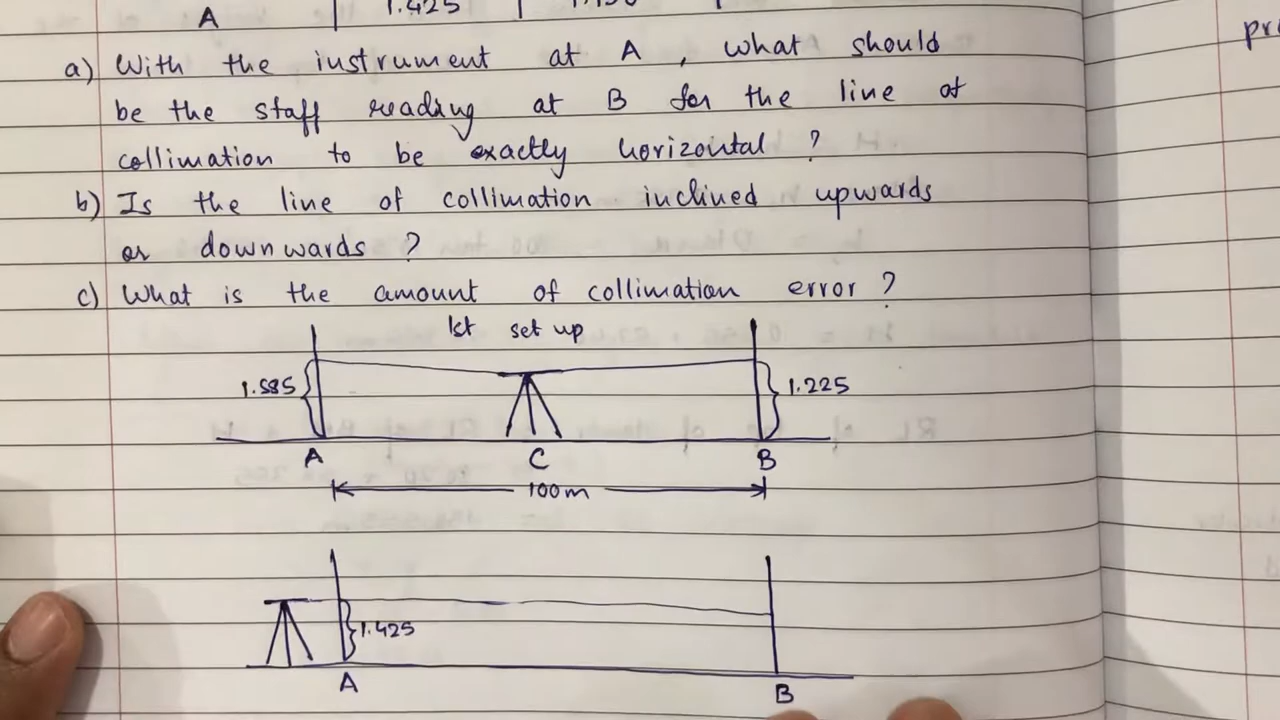 A 1.425
a) With the instrument at A, what should
be the staff reading at B for the line of
collimation to be exactly horizontal?
b) Is the line of collimation inclined upwards
or downwards?
c) What is the amount of collimation error?
Ist set up
1.585 1.225
A C B
100m
1.425
A B